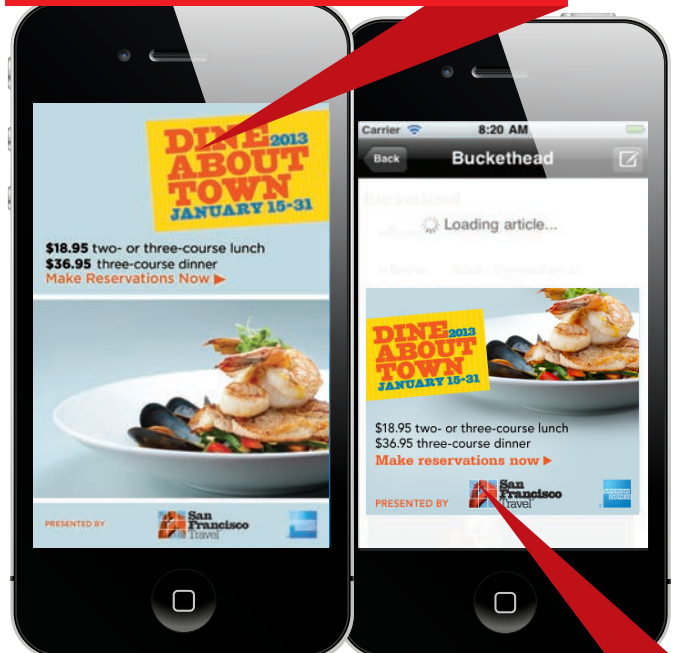 DINE 2013
ABOUT
TOWN
JANUARY 15-31
$18.95 two- or three-course lunch
$36.95 three-course dinner
Make Reservations Now
PRESENTED BY
San
Francisco
Travel
Carrier
8:20 AM
Back
Buckethead
Buckethead
Loading article...
DINE 2013
ABOUT
TOWN
JANUARY 15-31
$18.95 two- or three-course lunch
$36.95 three-course dinner
Make reservations now
PRESENTED BY
San
Francisco
Travel
AMERICAN
EXPRESS